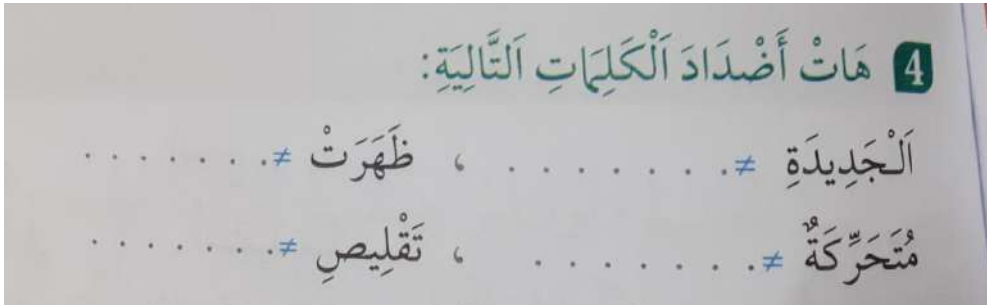 4 هَاتْ أَضْدَادَ اَلْكَلِمَاتِ اَلتَّالِيَةِ:
اَلْجَدِيدَةِ ≠ . . . . . . . . ، ظَهَرَتْ ≠ . . . . . . .
مُتَحَرِّكَةٌ ≠ . . . . . . . . ، تَقْلِيصِ ≠ . . . . . . .